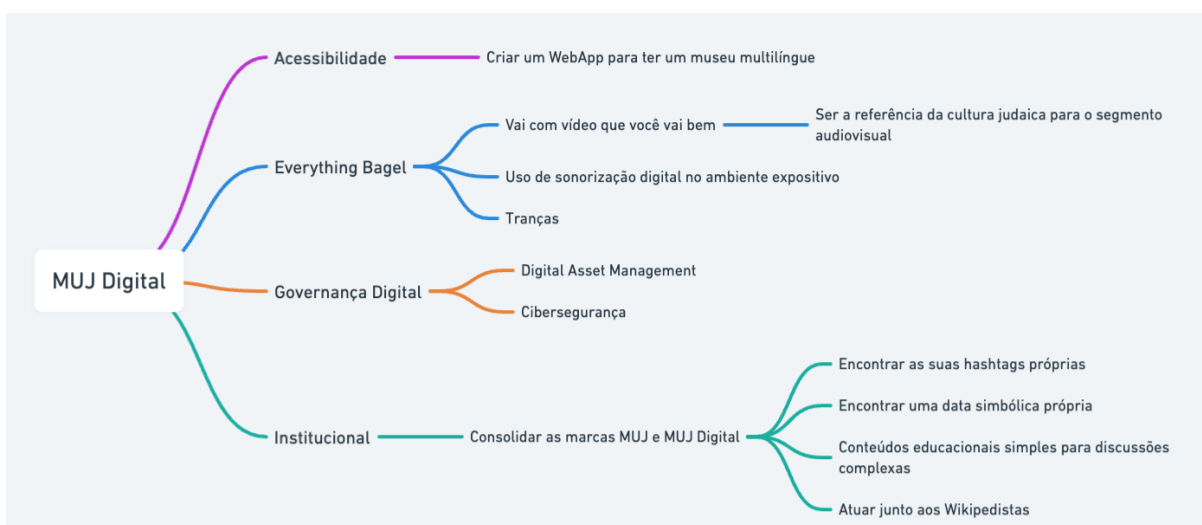 MUJ Digital
Acessibilidade
Criar um WebApp para ter um museu multilíngue
Everything Bagel
Vai com vídeo que você vai bem
Ser a referência da cultura judaica para o segmento
audiovisual
Uso de sonorização digital no ambiente expositivo
Tranças
Governança Digital
Digital Asset Management
Cibersegurança
Institucional
Consolidar as marcas MUJ e MUJ Digital
Encontrar as suas hashtags próprias
Encontrar uma data simbólica própria
Conteúdos educacionais simples para discussões
complexas
Atuar junto aos Wikipedistas